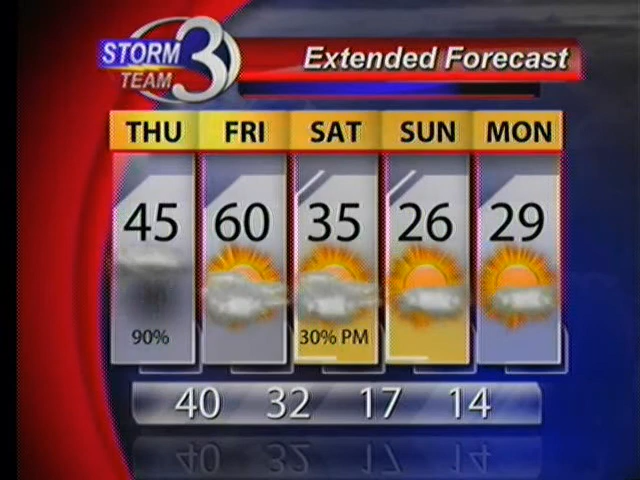 STORM
TEAM
3
Extended Forecast
THU FRI SAT SUN MON
45 60 35 26 29
90% 30% PM
40 32 17 14